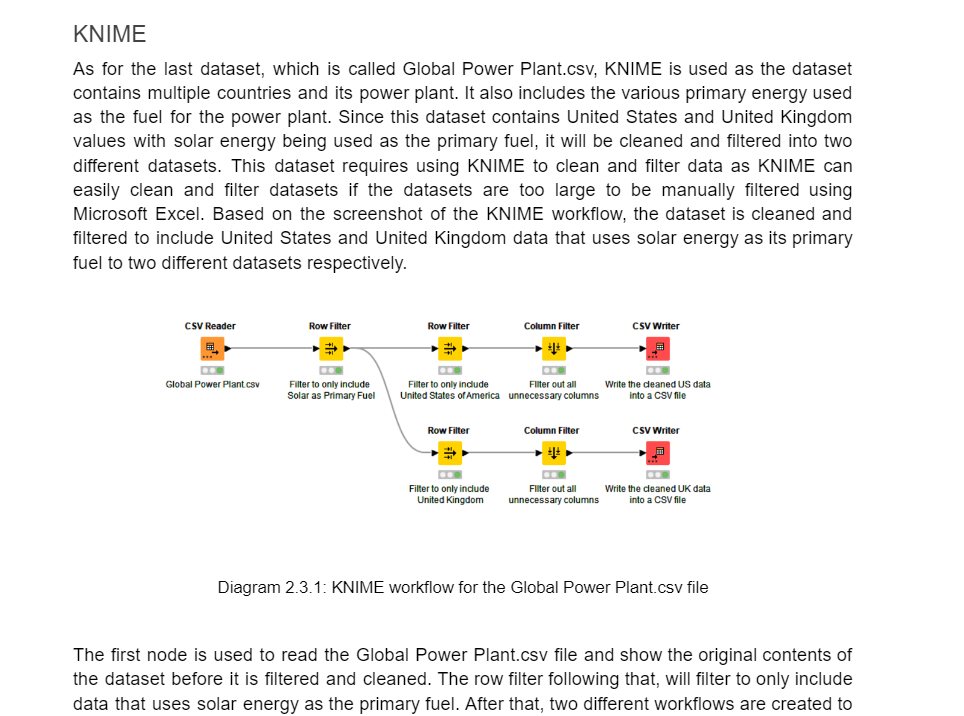 KNIME
As for the last dataset, which is called Global Power Plant.csv, KNIME is used as the dataset
contains multiple countries and its power plant. It also includes the various primary energy used
as the fuel for the power plant. Since this dataset contains United States and United Kingdom
values with solar energy being used as the primary fuel, it will be cleaned and filtered into two
different datasets. This dataset requires using KNIME to clean and filter data as KNIME can
easily clean and filter datasets if the datasets are too large to be manually filtered using
Microsoft Excel. Based on the screenshot of the KNIME workflow, the dataset is cleaned and
filtered to include United States and United Kingdom data that uses solar energy as its primary
fuel to two different datasets respectively.
CSV Reader Row Filter Row Filter Column Filter CSV Writer
Global Power Plant.csv Filter to only include Filter to only include Filter out all Write the cleaned US data
Solar as Primary Fuel United States of America unnecessary columns into a CSV file
Row Filter Column Filter CSV Writer
Filter to only include Filter out all Write the cleaned UK data
United Kingdom unnecessary columns into a CSV file
Diagram 2.3.1: KNIME workflow for the Global Power Plant.csv file
The first node is used to read the Global Power Plant.csv file and show the original contents of
the dataset before it is filtered and cleaned. The row filter following that, will filter to only include
data that uses solar energy as the primary fuel. After that, two different workflows are created to